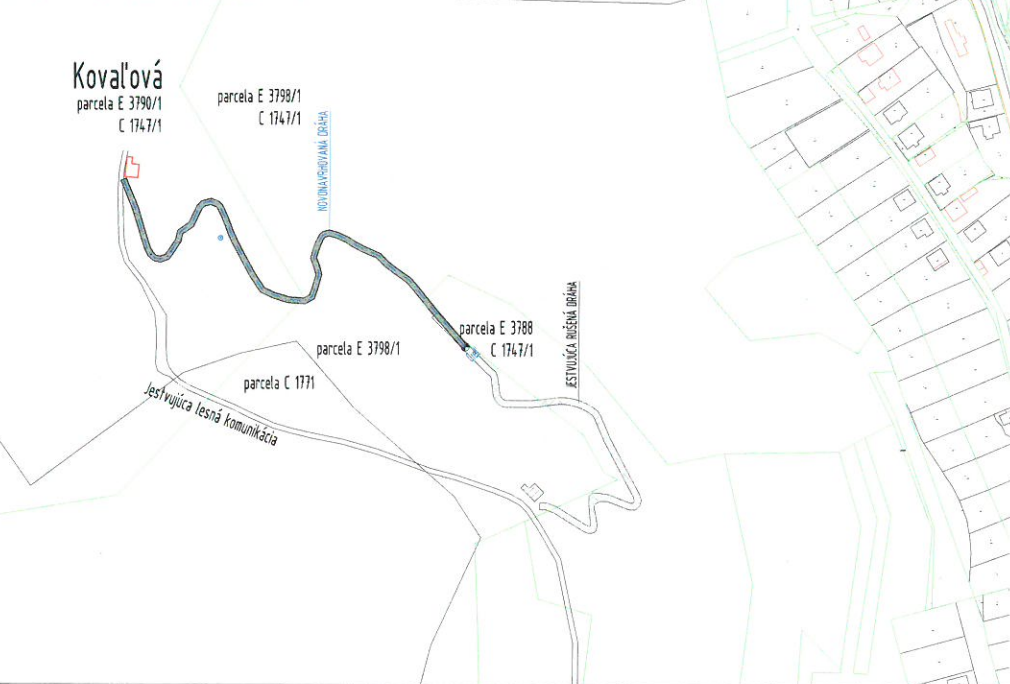 Kovaľová
parcela E 3790/1
C 1747/1
parcela E 3798/1
C 1747/1
NOVONAVRHOVANÁ DRÁHA
parcela E 3788
C 1747/1
JESTVUJÚCA RUŠENÁ DRÁHA
parcela E 3798/1
parcela C 1771
Jestvujúca lesná komunikácia